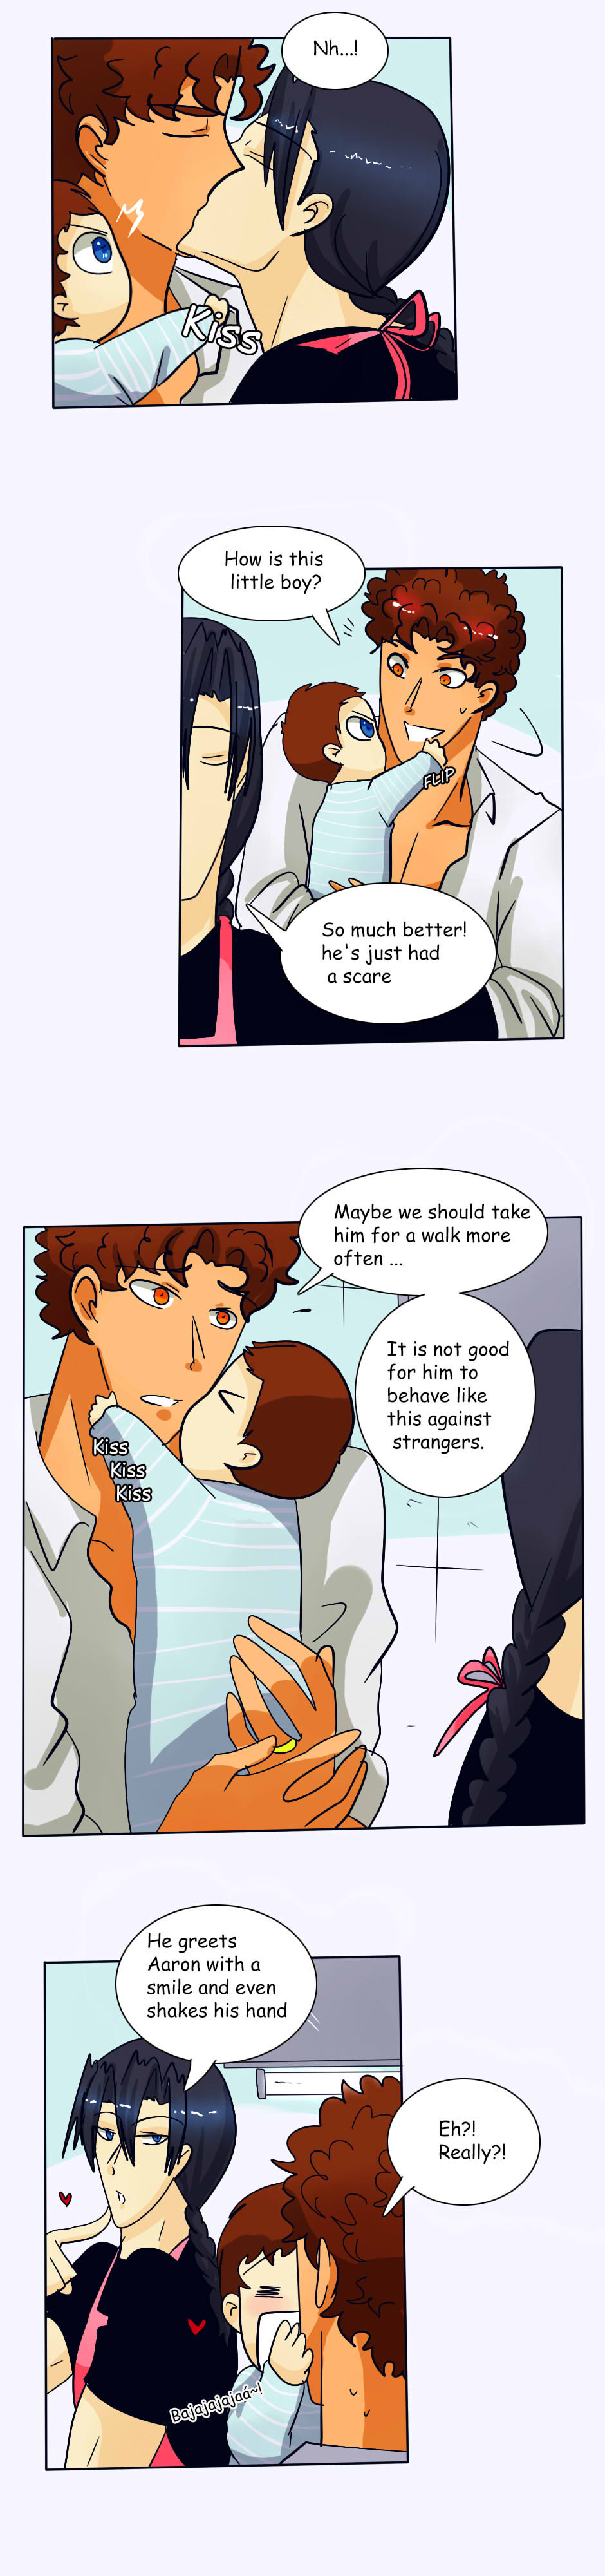 Nh...!
Kiss
How is this
little boy?
FLIP
So much better!
he's just had
a scare
Maybe we should take
him for a walk more
often ...
It is not good
for him to
behave like
this against
strangers.
Kiss
Kiss
Kiss
He greets
Aaron with a
smile and even
shakes his hand
Eh?!
Really?!
Bajajajajaá~!